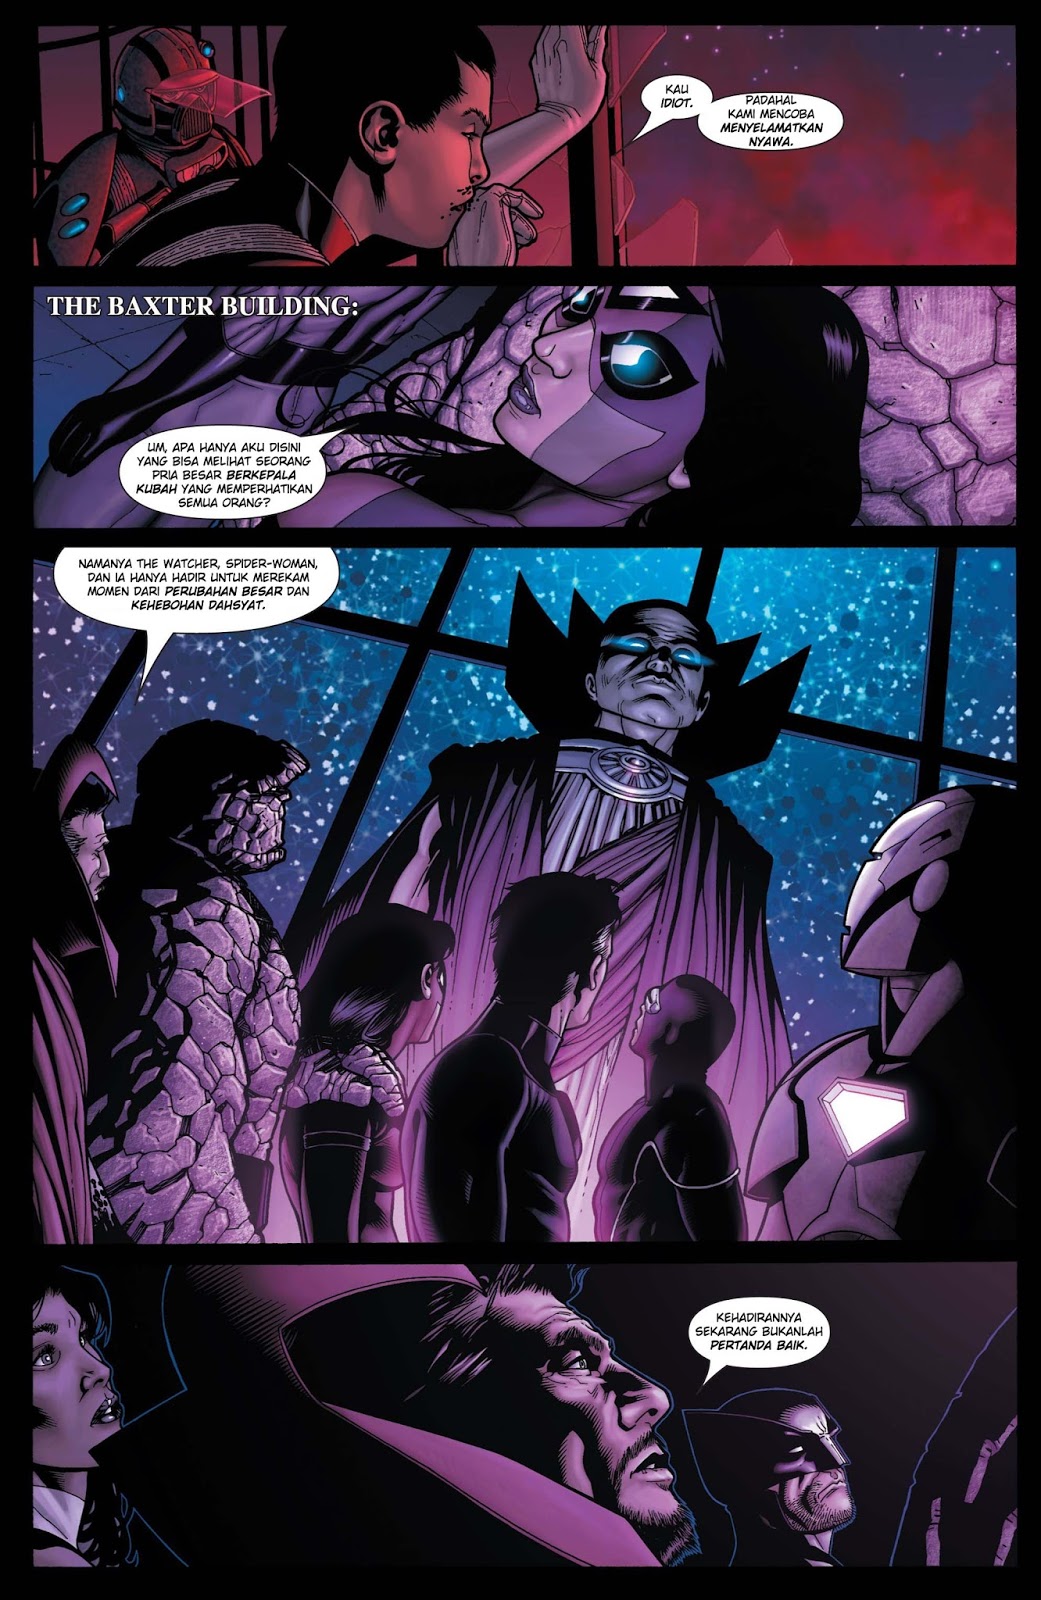 KAU
IDIOT.
PADAHAL
KAMI MENCOBA
MENYELAMATKAN
NYAWA.
THE BAXTER BUILDING:
UM, APA HANYA AKU DISINI
YANG BISA MELIHAT SEORANG
PRIA BESAR BERKEPALA
KUBAH YANG MEMPERHATIKAN
SEMUA ORANG?
NAMANYA THE WATCHER, SPIDER-WOMAN,
DAN IA HANYA HADIR UNTUK MEREKAM
MOMEN DARI PERUBAHAN BESAR DAN
KEHEBOHAN DAHSYAT.
KEHADIRANNYA
SEKARANG BUKANLAH
PERTANDA BAIK.